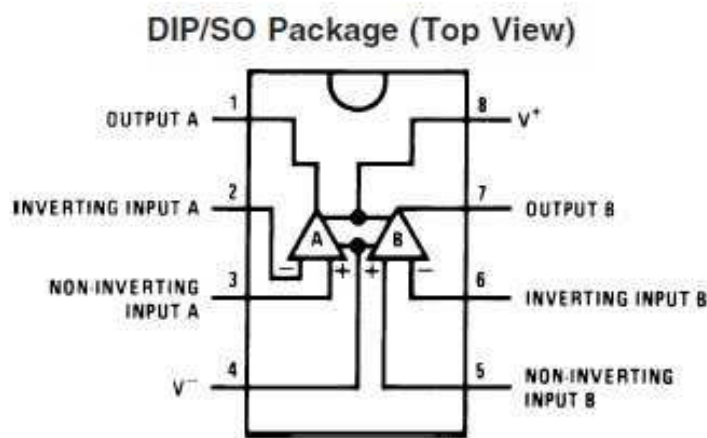 DIP/SO Package (Top View)
1
OUTPUT A
8
V⁺
2
INVERTING INPUT A
7
OUTPUT B
A
B
−
+
+
−
3
NON-INVERTING
INPUT A
6
INVERTING INPUT B
4
V⁻
5
NON-INVERTING
INPUT B